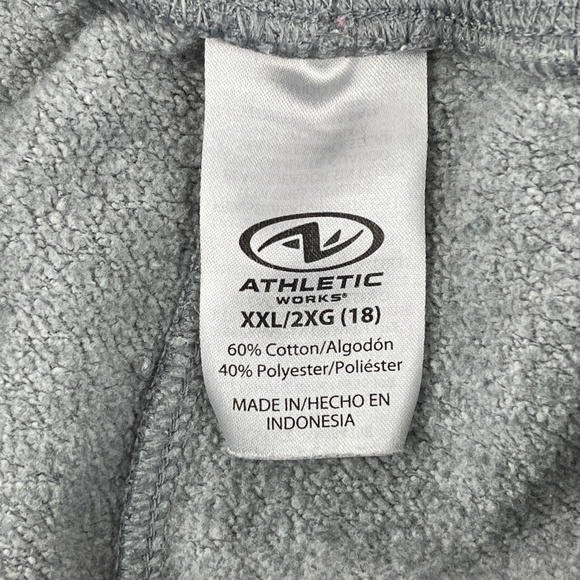 ATHLETIC
WORKS®
XXL/2XG (18)
60% Cotton/Algodón
40% Polyester/Poliéster
MADE IN/HECHO EN
INDONESIA